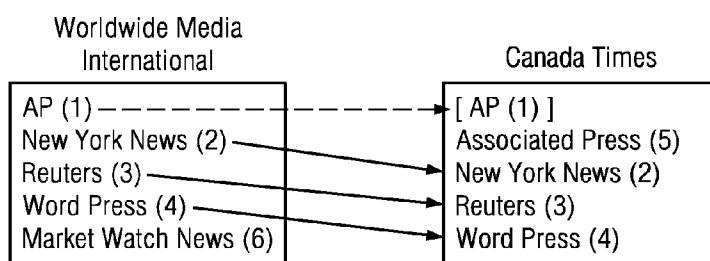 Worldwide Media
International
AP (1)
New York News (2)
Reuters (3)
Word Press (4)
Market Watch News (6)
Canada Times
[ AP (1) ]
Associated Press (5)
New York News (2)
Reuters (3)
Word Press (4)